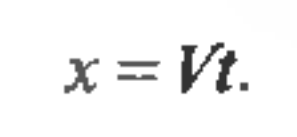 x = Vt.